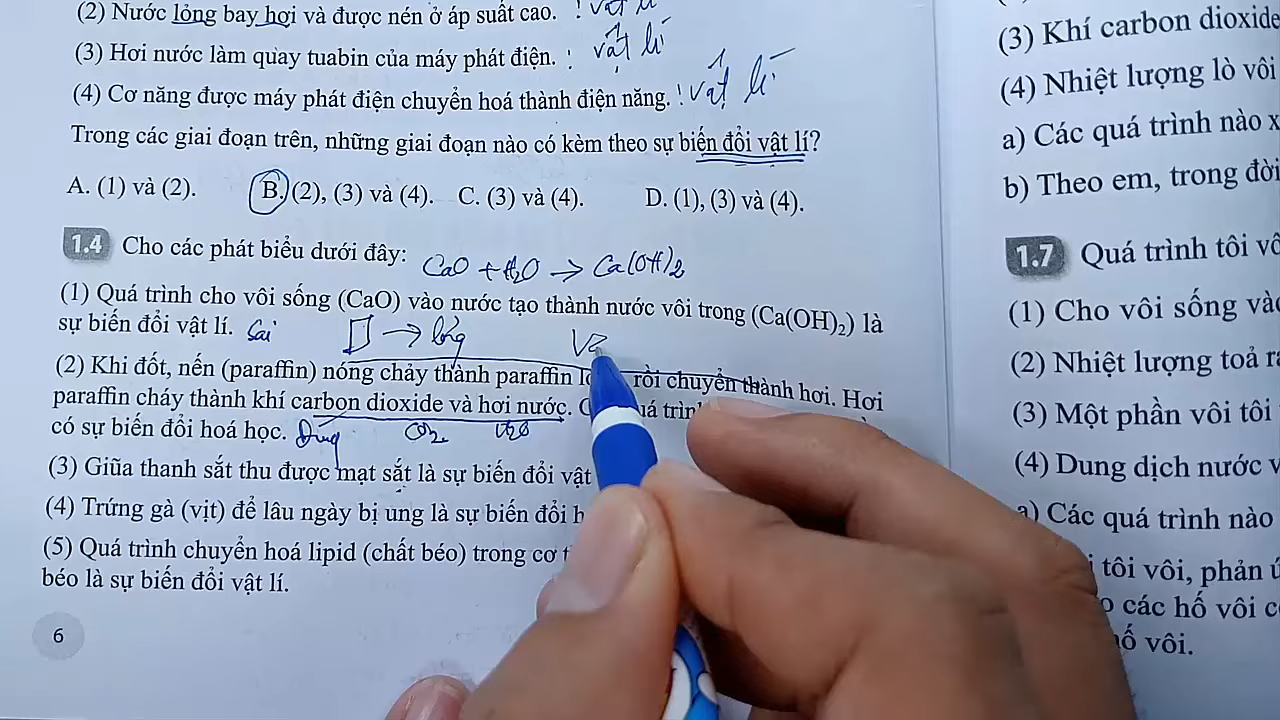 (2) Nước lỏng bay hơi và được nén ở áp suất cao. ! vật lí
(3) Hơi nước làm quay tuabin của máy phát điện. : vật lí
(4) Cơ năng được máy phát điện chuyển hoá thành điện năng. ! vật lí
Trong các giai đoạn trên, những giai đoạn nào có kèm theo sự biến đổi vật lí?
A. (1) và (2). B. (2), (3) và (4). C. (3) và (4). D. (1), (3) và (4).
1.4 Cho các phát biểu dưới đây: CaO + H2O → Ca(OH)2
(1) Quá trình cho vôi sống (CaO) vào nước tạo thành nước vôi trong (Ca(OH)₂) là
sự biến đổi vật lí. Sai → lỏng
(2) Khi đốt, nến (paraffin) nóng chảy thành paraffin rồi chuyển thành hơi. Hơi
paraffin cháy thành khí carbon dioxide và hơi nước.
có sự biến đổi hoá học. Đúng CO2 H2O
(3) Giũa thanh sắt thu được mạt sắt là sự biến đổi vật
(4) Trứng gà (vịt) để lâu ngày bị ung là sự biến đổi
(5) Quá trình chuyển hoá lipid (chất béo) trong cơ
béo là sự biến đổi vật lí.
6
(3) Khí carbon dioxide
(4) Nhiệt lượng lò vôi
a) Các quá trình nào
b) Theo em, trong đời
1.7 Quá trình tôi
(1) Cho vôi sống
(2) Nhiệt lượng toả
(3) Một phần vôi tôi
(4) Dung dịch nước
a) Các quá trình nào
tôi vôi, phản
các hố vôi
hố vôi.